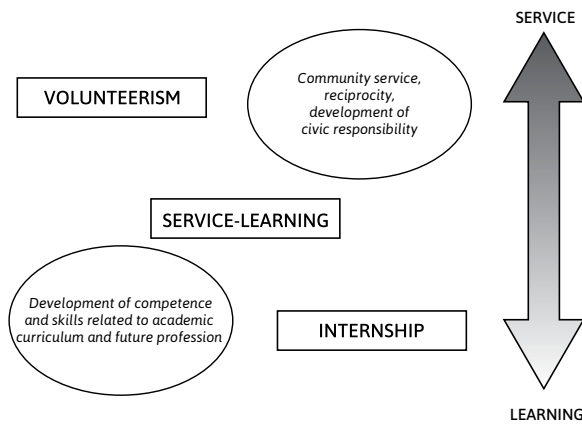 SERVICE
VOLUNTEERISM
Community service,
reciprocity,
development of
civic responsibility
SERVICE-LEARNING
Development of competence
and skills related to academic
curriculum and future profession
INTERNSHIP
LEARNING